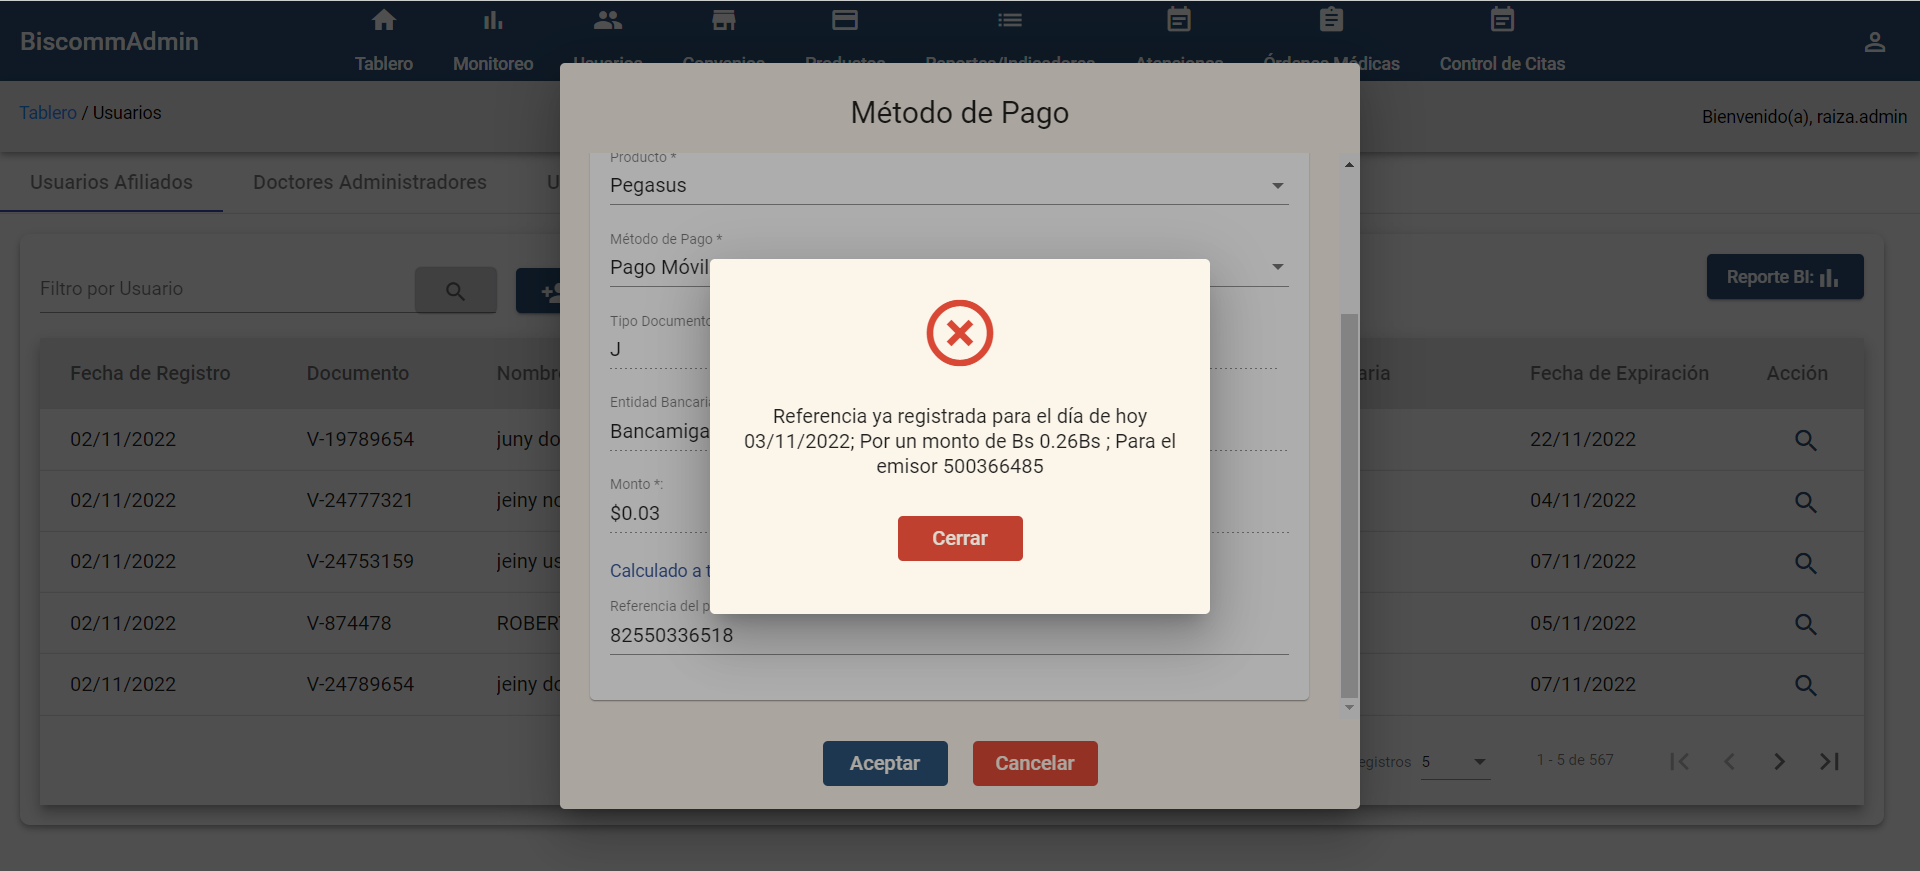 BiscommAdmin
Tablero
Monitoreo
Usuarios
Convenios
Productos
Reportes/Indicadores
Atenciones
Órdenes Médicas
Control de Citas
Tablero / Usuarios
Bienvenido(a), raiza.admin
Usuarios Afiliados
Doctores Administradores
U
Filtro por Usuario
Reporte BI:
Fecha de Registro Documento Nombr aria Fecha de Expiración Acción
02/11/2022 V-19789654 juny do 22/11/2022
02/11/2022 V-24777321 jeiny no 04/11/2022
02/11/2022 V-24753159 jeiny us 07/11/2022
02/11/2022 V-874478 ROBER 05/11/2022
02/11/2022 V-24789654 jeiny do 07/11/2022
egistros 5 1 - 5 de 567
Método de Pago
Producto *
Pegasus
Método de Pago *
Pago Móvil
Tipo Documento
J
Entidad Bancaria
Bancamiga
Monto *:
$0.03
Calculado a t
Referencia del p
82550336518
Aceptar
Cancelar
Referencia ya registrada para el día de hoy
03/11/2022; Por un monto de Bs 0.26Bs ; Para el
emisor 500366485
Cerrar